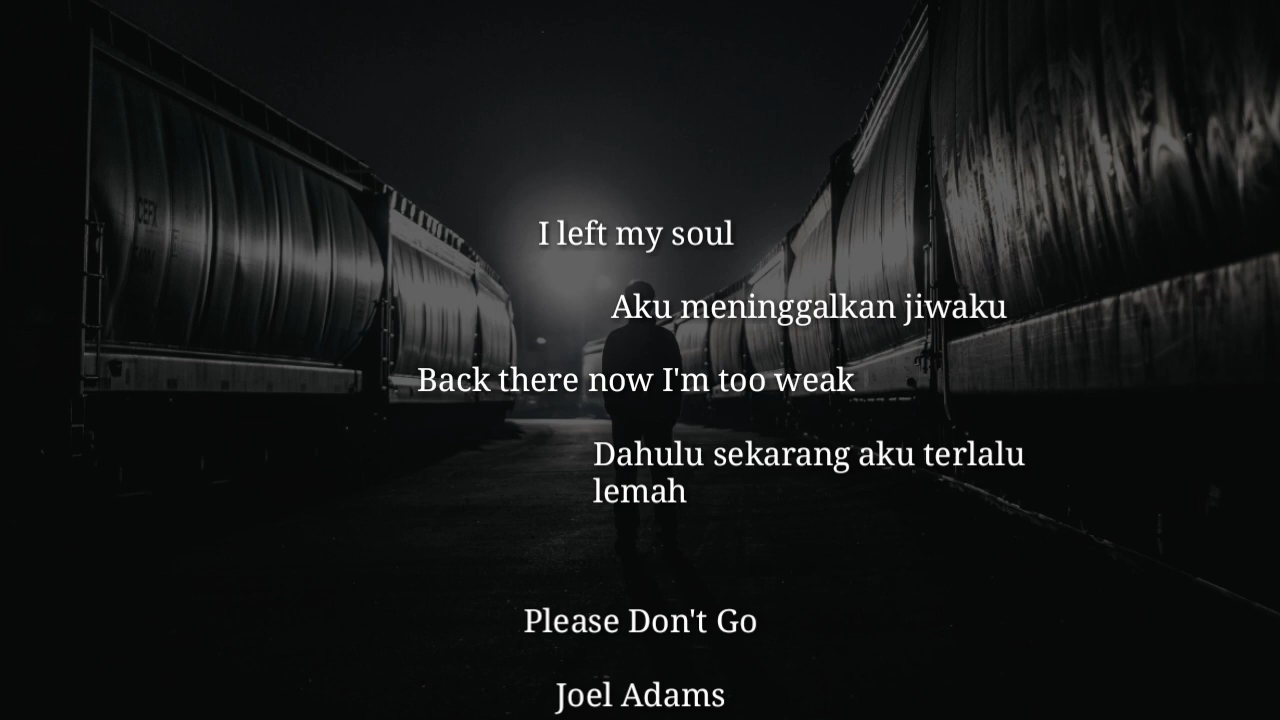 I left my soul
Aku meninggalkan jiwaku
Back there now I'm too weak
Dahulu sekarang aku terlalu
lemah
Please Don't Go
Joel Adams